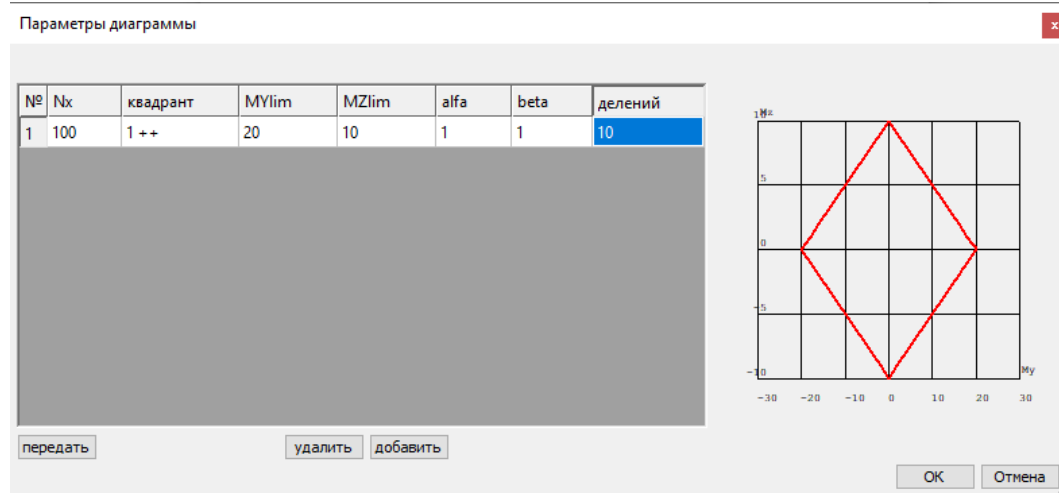 Параметры диаграммы
x
№ Nx квадрант MYlim MZlim alfa beta делений
1 100 1 ++ 20 10 1 1 10
10 Mz
5
0
-5
-10
My
-30 -20 -10 0 10 20 30
передать удалить добавить
OK Отмена